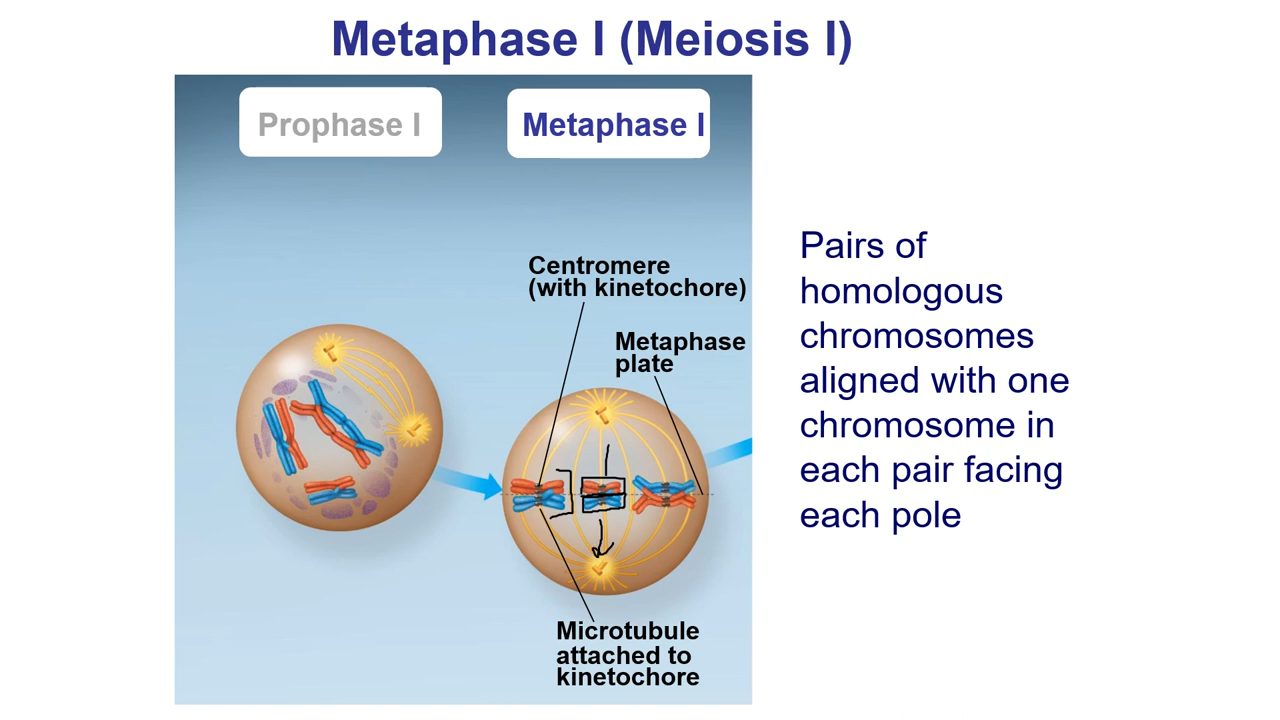 Metaphase I (Meiosis I)
Prophase I
Metaphase I
Centromere
(with kinetochore)
Metaphase
plate
Microtubule
attached to
kinetochore
Pairs of
homologous
chromosomes
aligned with one
chromosome in
each pair facing
each pole